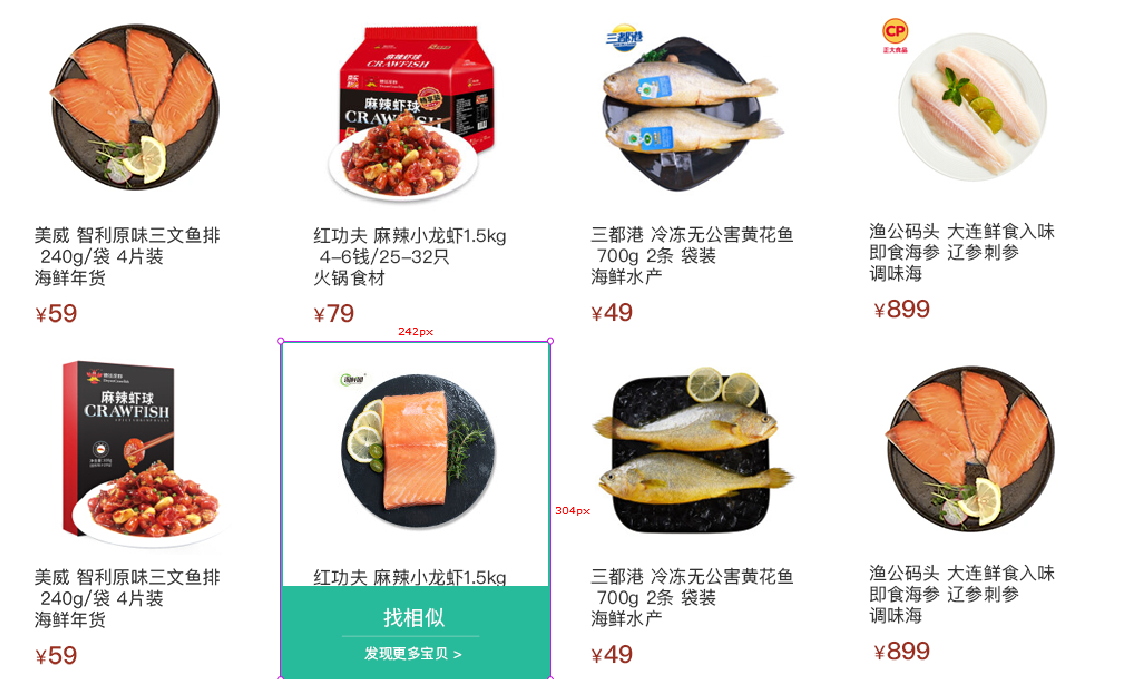 CP
正大食品
三都港
麻辣虾球
CRAWFISH
麻辣虾球
CRAWFISH
美威 智利原味三文鱼排
240g/袋 4片装
海鲜年货
¥59
红功夫 麻辣小龙虾1.5kg
4-6钱/25-32只
火锅食材
¥79
三都港 冷冻无公害黄花鱼
700g 2条 袋装
海鲜水产
¥49
渔公码头 大连鲜食入味
即食海参 辽参刺参
调味海
¥899
242px
麻辣虾球
CRAWFISH
304px
美威 智利原味三文鱼排
240g/袋 4片装
海鲜年货
¥59
红功夫 麻辣小龙虾1.5kg
找相似
发现更多宝贝 >
三都港 冷冻无公害黄花鱼
700g 2条 袋装
海鲜水产
¥49
渔公码头 大连鲜食入味
即食海参 辽参刺参
调味海
¥899